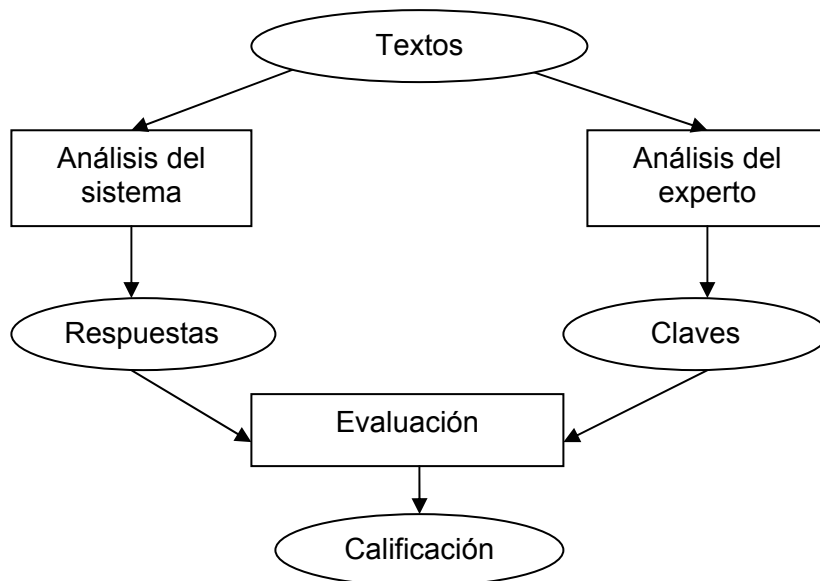 Textos
Análisis del
sistema
Análisis del
experto
Respuestas
Claves
Evaluación
Calificación